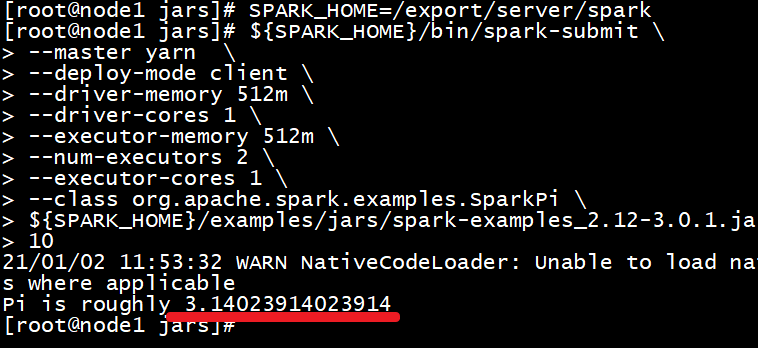 [root@node1 jars]# SPARK_HOME=/export/server/spark
[root@node1 jars]# ${SPARK_HOME}/bin/spark-submit \
> --master yarn  \
> --deploy-mode client \
> --driver-memory 512m \
> --driver-cores 1 \
> --executor-memory 512m \
> --num-executors 2 \
> --executor-cores 1 \
> --class org.apache.spark.examples.SparkPi \
> ${SPARK_HOME}/examples/jars/spark-examples_2.12-3.0.1.ja
> 10
21/01/02 11:53:32 WARN NativeCodeLoader: Unable to load na
s where applicable
Pi is roughly 3.14023914023914
[root@node1 jars]#